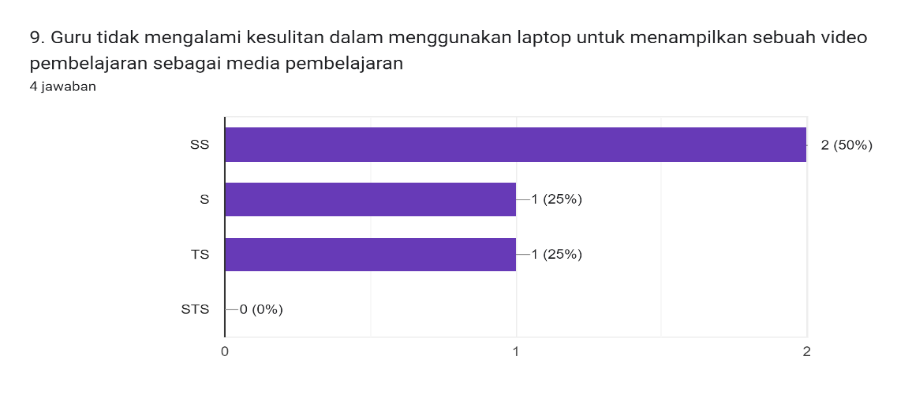 9. Guru tidak mengalami kesulitan dalam menggunakan laptop untuk menampilkan sebuah video
pembelajaran sebagai media pembelajaran
4 jawaban
SS
2 (50%)
S
1 (25%)
TS
1 (25%)
STS
0 (0%)
0
1
2